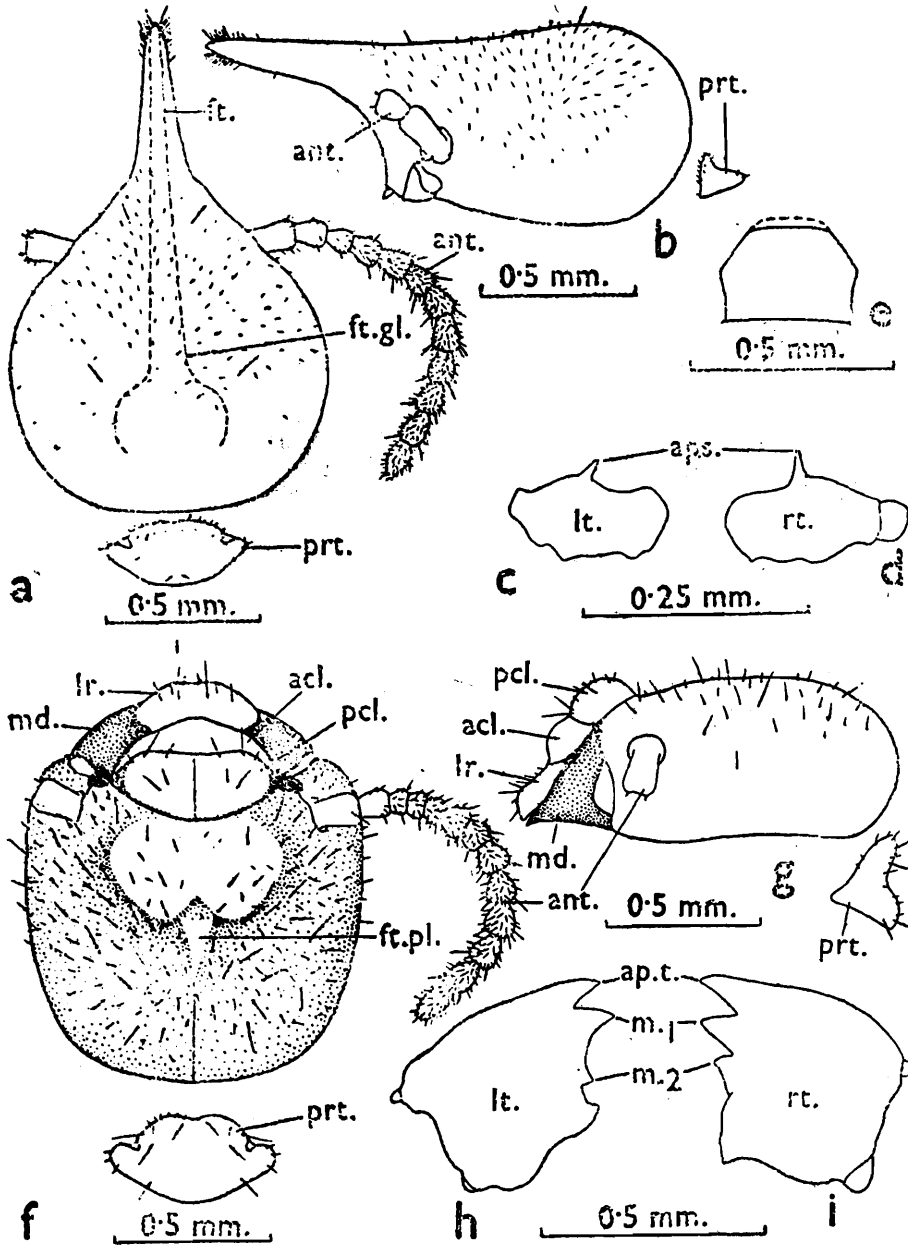 ft.
ant.
prt.
b
0·5 mm.
ant.
ft.gl.
e
0·5 mm.
aps.
lt.
rt.
prt.
a
0·5 mm.
c
d
0·25 mm.
lr.
acl.
md.
pcl.
pcl.
acl.
lr.
md.
g
ant.
0·5 mm.
ft.pl.
prt.
ap.t.
m.1
m.2
lt.
rt.
prt.
f
0·5 mm.
h
0·5 mm.
i